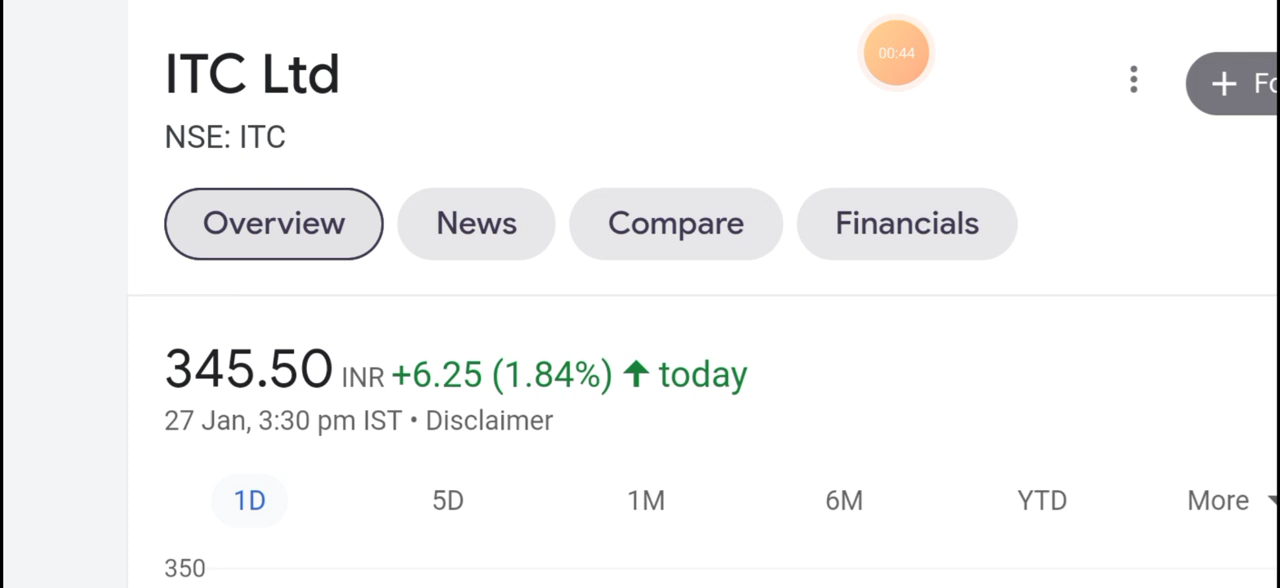 ITC Ltd
00:44
+ Fo
NSE: ITC
Overview News Compare Financials
345.50 INR +6.25 (1.84%) ↑ today
27 Jan, 3:30 pm IST • Disclaimer
1D 5D 1M 6M YTD More
350